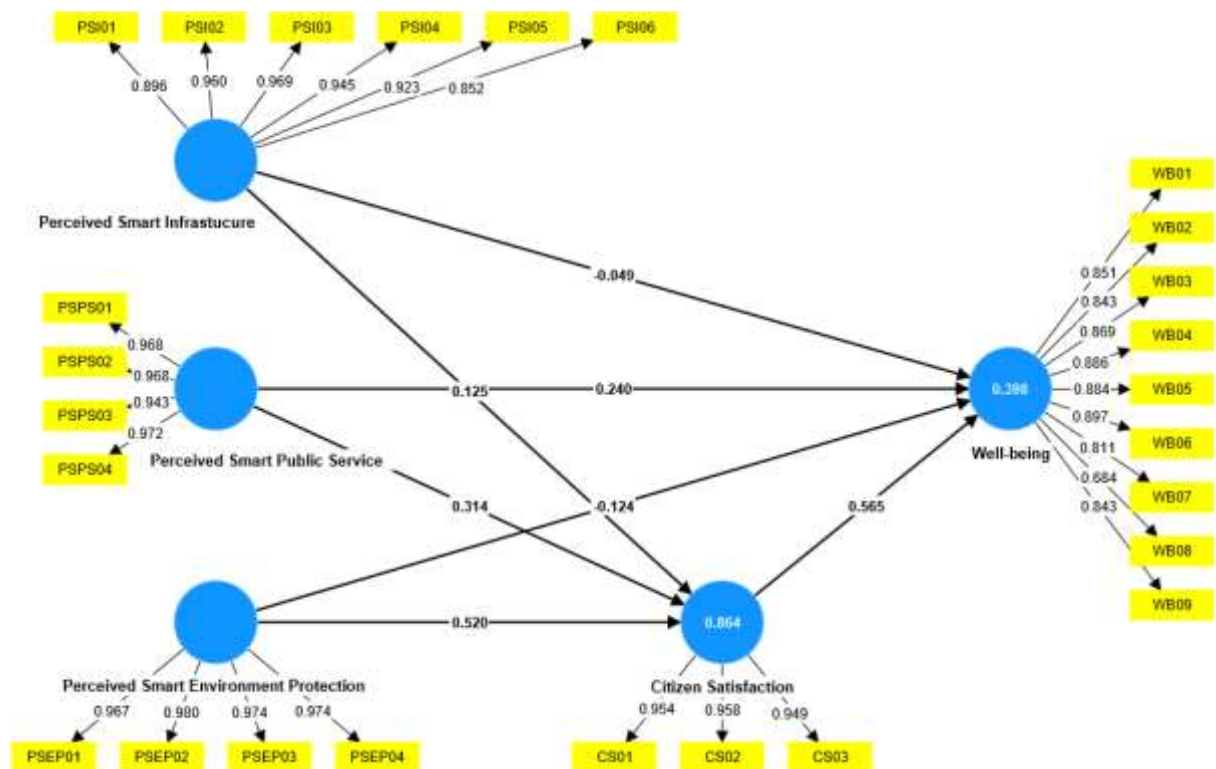 PSI01 PSI02 PSI03 PSI04 PSI05 PSI06
0.896 0.960 0.969 0.945 0.923 0.852
Perceived Smart Infrastucure
PSPS01
PSPS02
PSPS03
PSPS04
0.968
0.968
0.943
0.972
Perceived Smart Public Service
-0.049
0.125
0.240
0.314
-0.124
0.520
0.565
WB01
WB02
WB03
WB04
WB05
WB06
WB07
WB08
WB09
0.851
0.843
0.869
0.886
0.884
0.897
0.811
0.684
0.843
0.398
Well-being
0.864
Perceived Smart Environment Protection
0.967 0.980 0.974 0.974
PSEP01 PSEP02 PSEP03 PSEP04
Citizen Satisfaction
0.954 0.958 0.949
CS01 CS02 CS03